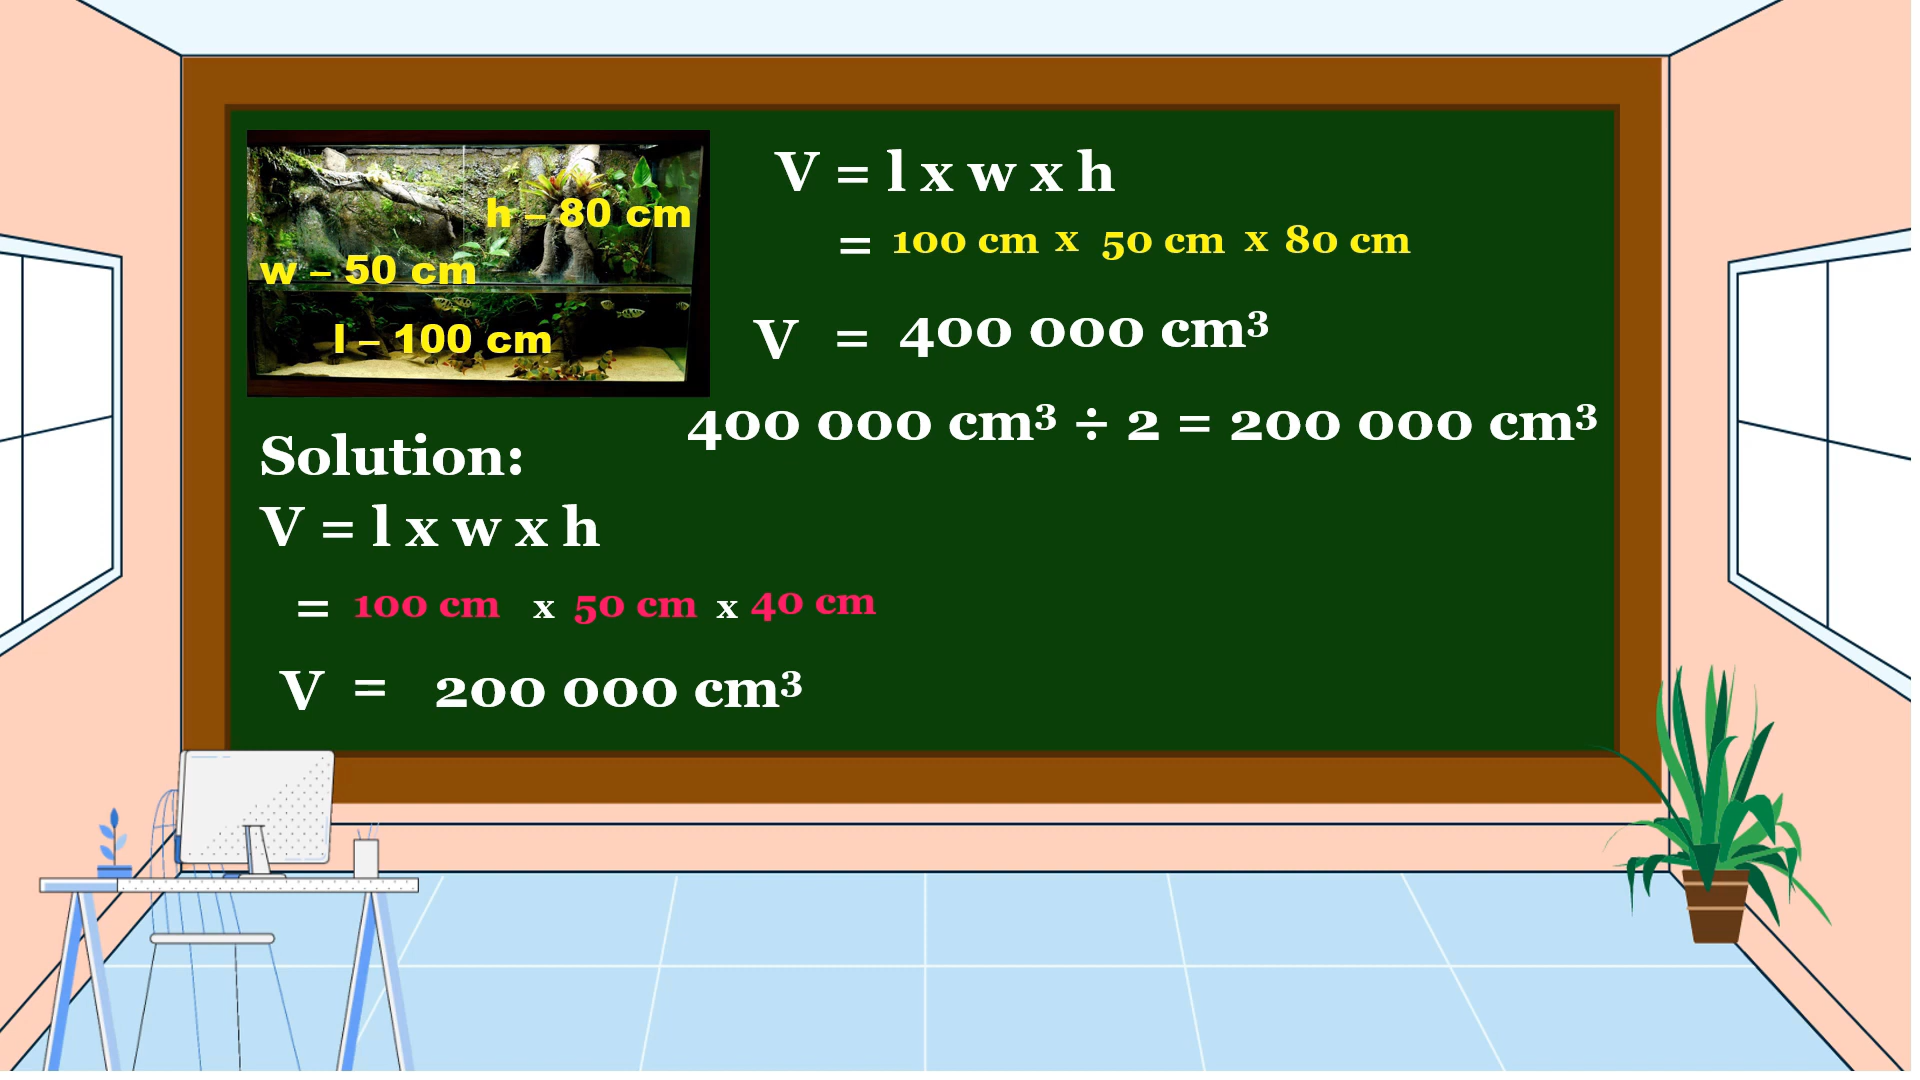 h – 80 cm
w – 50 cm
l – 100 cm
V = l x w x h
= 100 cm x 50 cm x 80 cm
V = 400 000 cm³
400 000 cm³ ÷ 2 = 200 000 cm³
Solution:
V = l x w x h
= 100 cm x 50 cm x 40 cm
V = 200 000 cm³